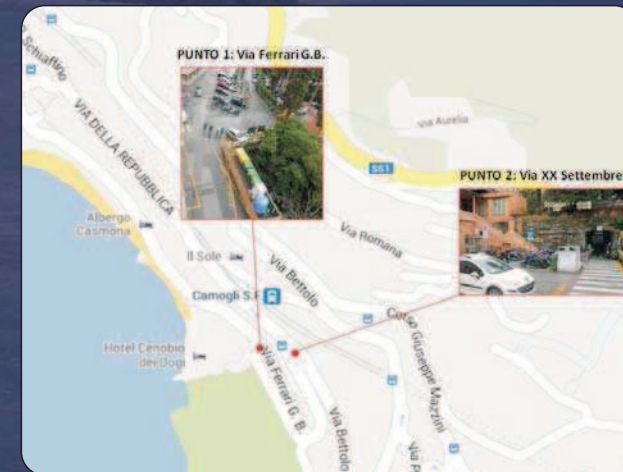 PUNTO 1: Via Ferrari G.B.
VIA DELLA REPUBBLICA
Via Aurelia
SS1
PUNTO 2: Via XX Settembre
Albergo
Casmona
Via Romana
Il Sole
Via Bettolo
Camogli S.F
Corso Giuseppe Mazzini
Hotel Cenobio
dei Dogi
Via Ferrari G. B.
Via Bettolo